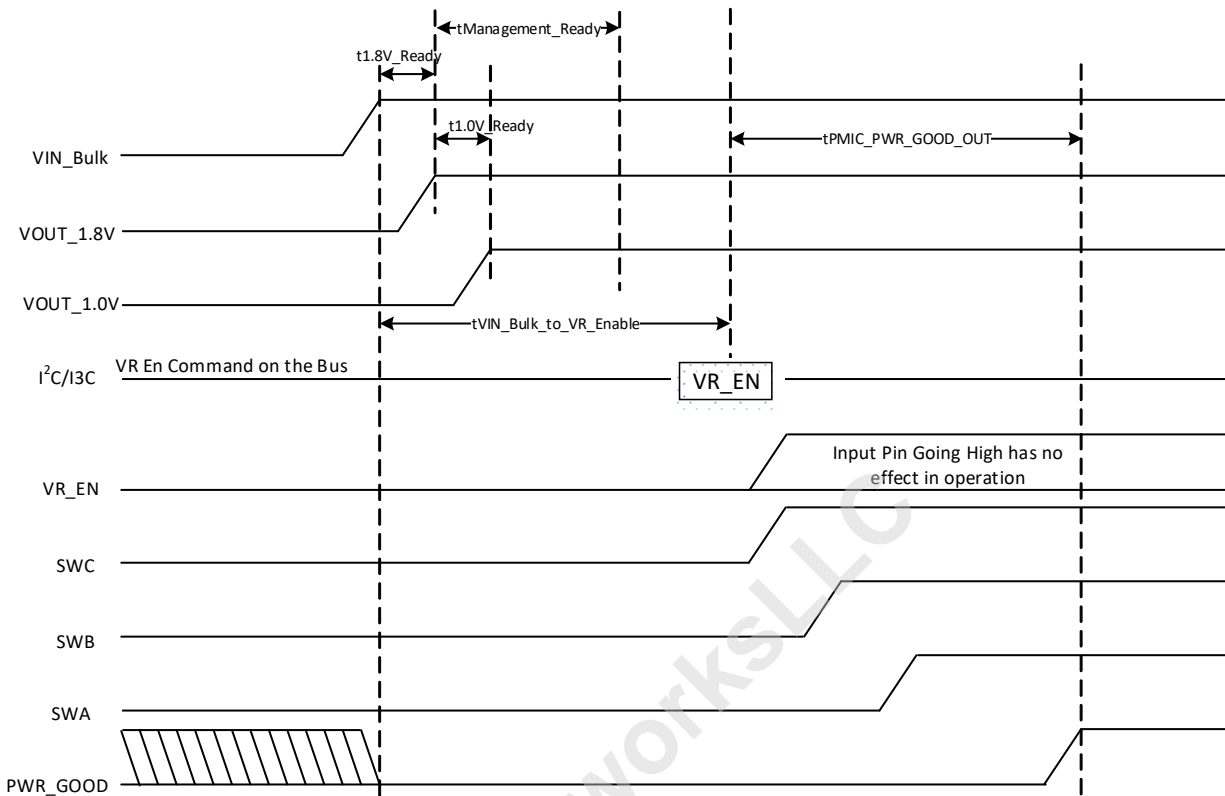 tManagement_Ready
t1.8V_Ready
t1.0V_Ready
tPMIC_PWR_GOOD_OUT
VIN_Bulk
VOUT_1.8V
VOUT_1.0V
tVIN_Bulk_to_VR_Enable
I²C/I3C VR En Command on the Bus
VR_EN
Input Pin Going High has no
effect in operation
VR_EN
SWC
SWB
SWA
PWR_GOOD
worksLLC